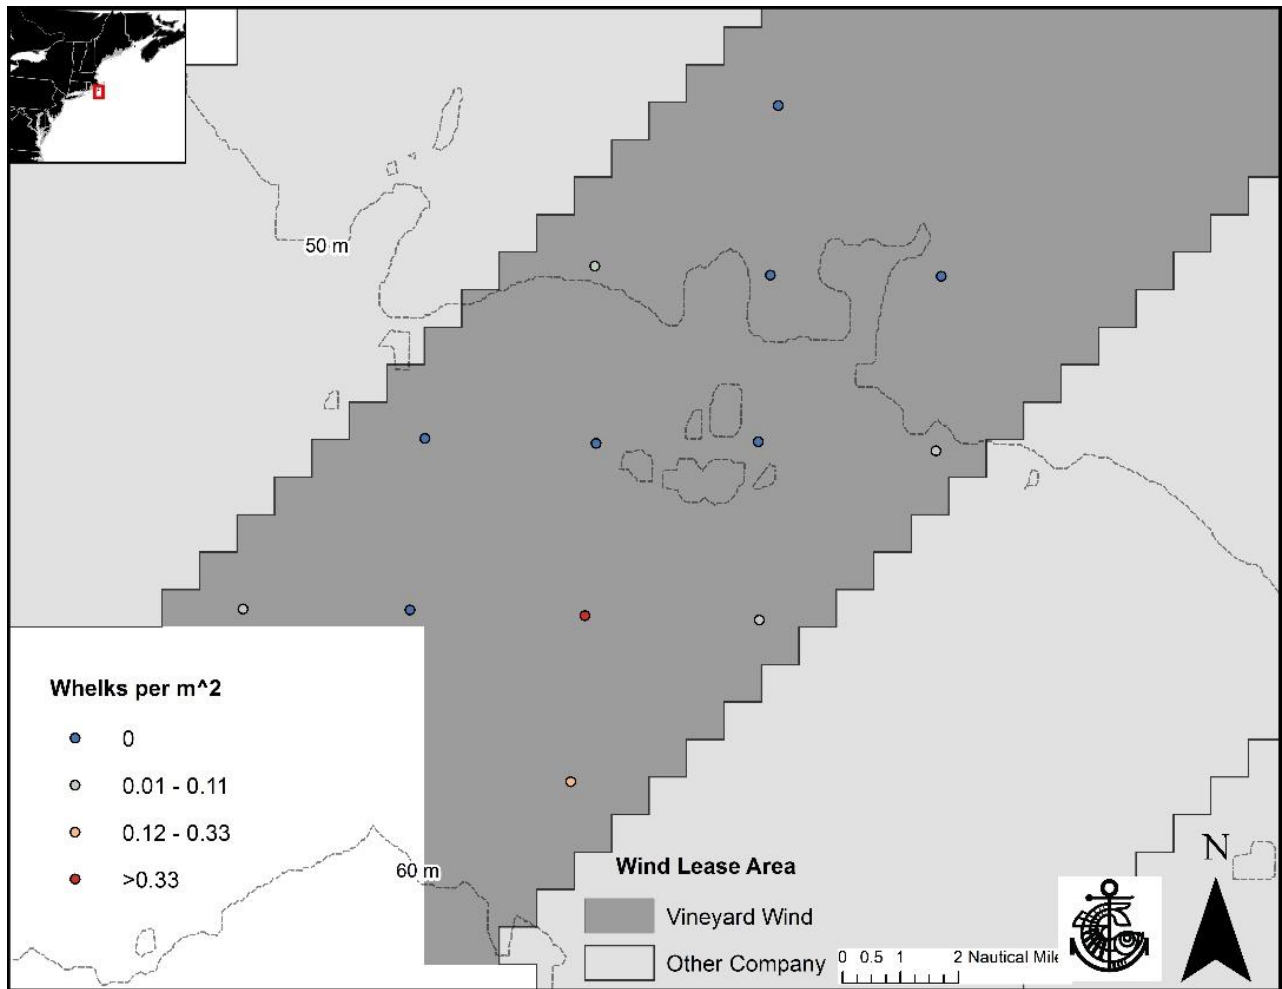 50 m
Whelks per m^2
0
0.01 - 0.11
0.12 - 0.33
>0.33
60 m
Wind Lease Area
Vineyard Wind
Other Company
0 0.5 1 2 Nautical Mile
N